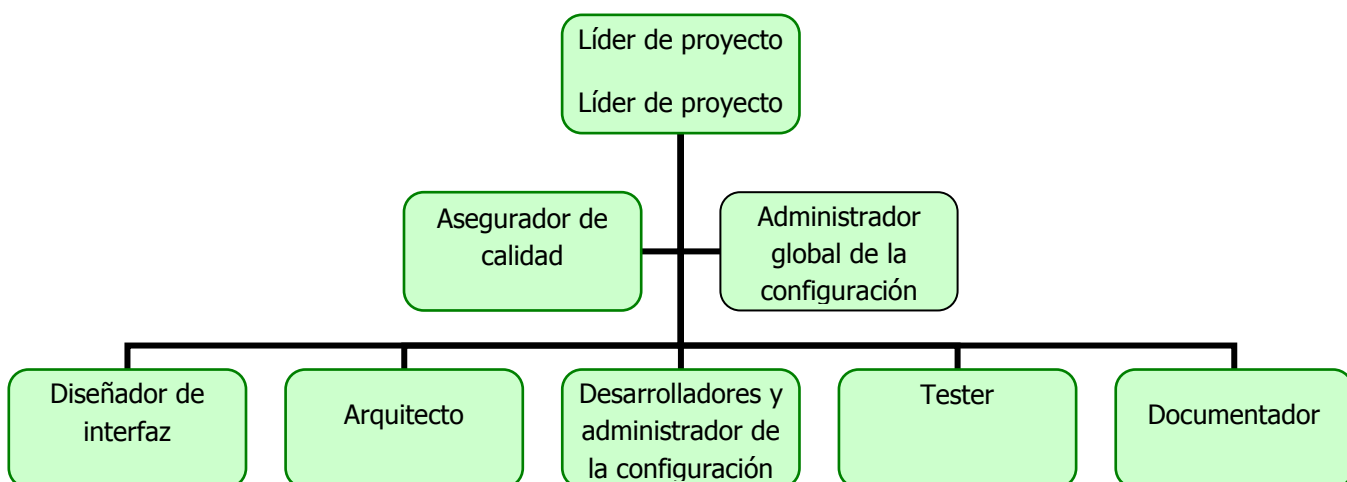 Líder de proyecto
Líder de proyecto
Asegurador de
calidad
Administrador
global de la
configuración
Diseñador de
interfaz
Arquitecto
Desarrolladores y
administrador de
la configuración
Tester
Documentador